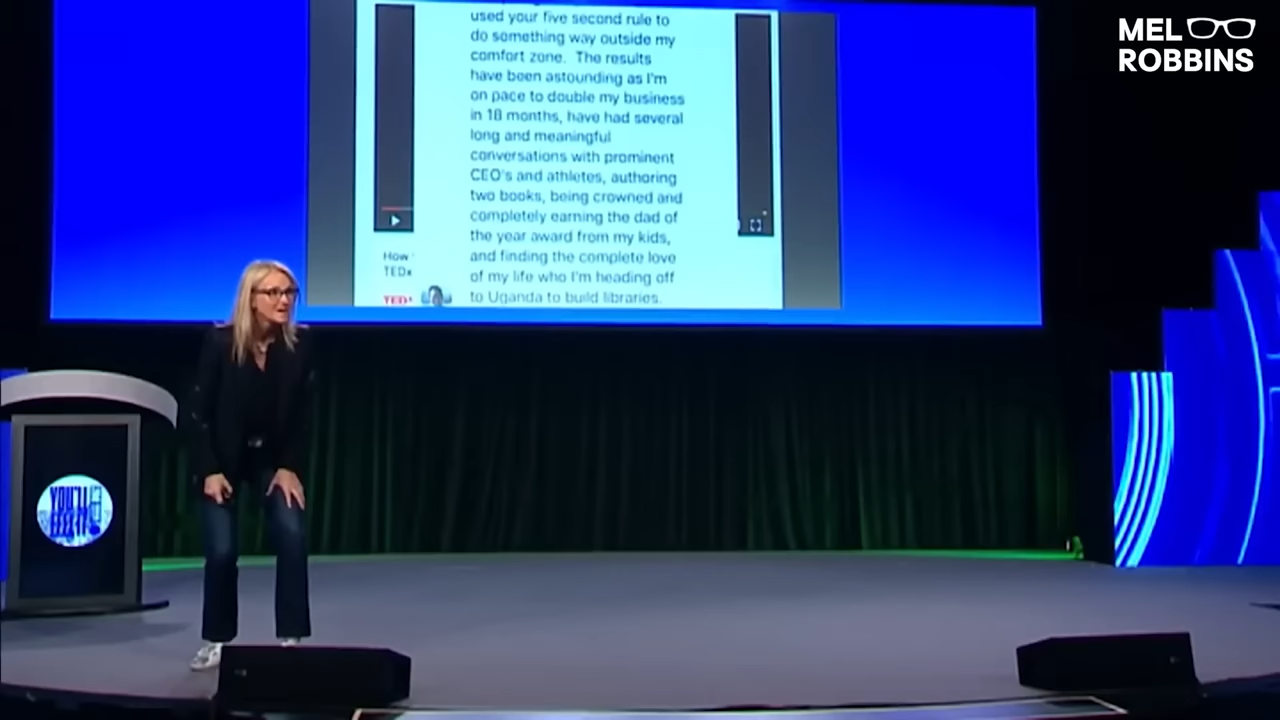 MEL
ROBBINS
used your five second rule to
do something way outside my
comfort zone. The results
have been astounding as I'm
on pace to double my business
in 18 months, have had several
long and meaningful
conversations with prominent
CEO's and athletes, authoring
two books, being crowned and
completely earning the dad of
the year award from my kids,
and finding the complete love
of my life who I'm heading off
to Uganda to build libraries.
How
TEDx
TED
YOU'LL